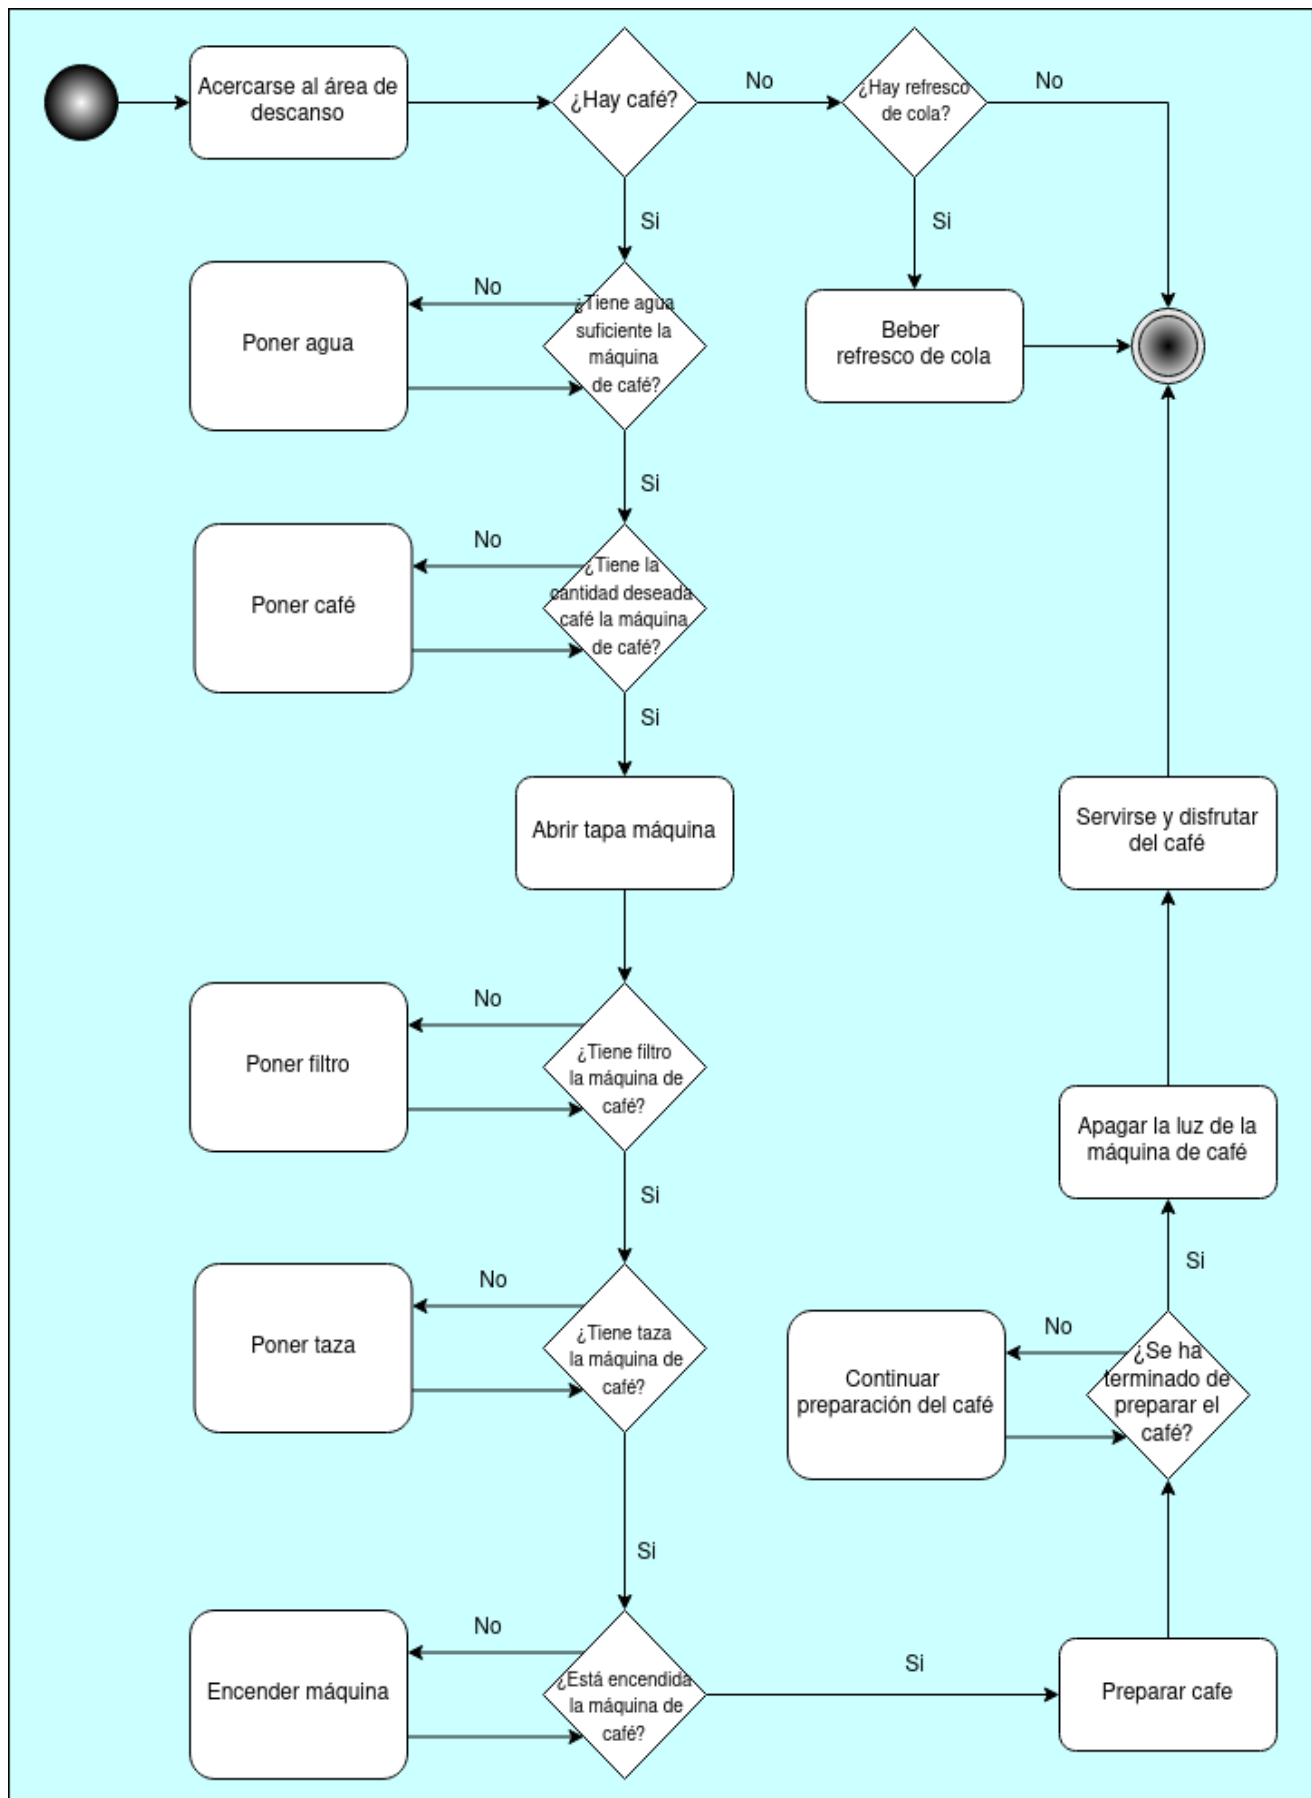 Acercarse al área de
descanso
¿Hay café?
No
¿Hay refresco
de cola?
No
Si
Si
Poner agua
No
¿Tiene agua
suficiente la
máquina
de café?
Beber
refresco de cola
Si
Poner café
No
¿Tiene la
cantidad deseada
café la máquina
de café?
Si
Abrir tapa máquina
Servirse y disfrutar
del café
Poner filtro
No
¿Tiene filtro
la máquina de
café?
Apagar la luz de la
máquina de café
Si
Si
Poner taza
No
¿Tiene taza
la máquina de
café?
Continuar
preparación del café
No
¿Se ha
terminado de
preparar el
café?
Si
Encender máquina
No
¿Está encendida
la máquina de
café?
Si
Preparar cafe